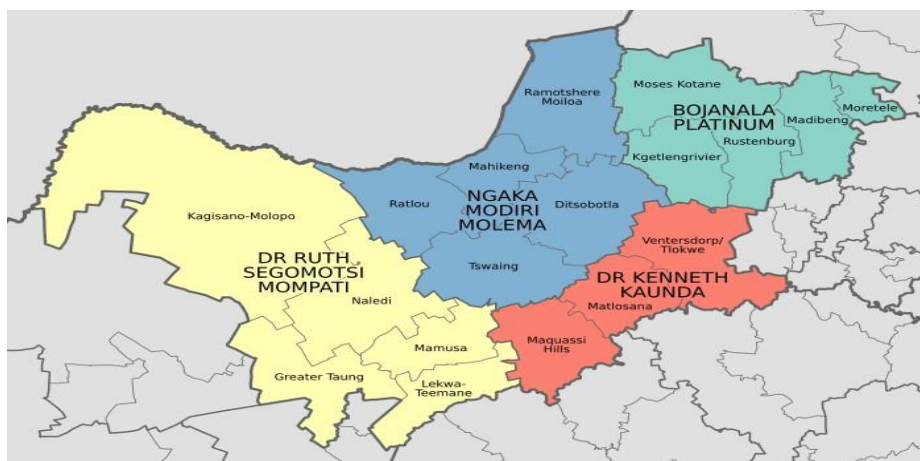 Ramotshere
Moiloa
Moses Kotane
BOJANALA
PLATINUM
Moretele
Madibeng
Rustenburg
Kgetlengrivier
Mahikeng
Ratlou
NGAKA
MODIRI
MOLEMA
Ditsobotla
Tswaing
Kagisano-Molopo
DR RUTH
SEGOMOTSI
MOMPATI
Naledi
Mamusa
Greater Taung
Lekwa-
Teemane
Ventersdorp/
Tlokwe
DR KENNETH
KAUNDA
Matlosana
Maquassi
Hills